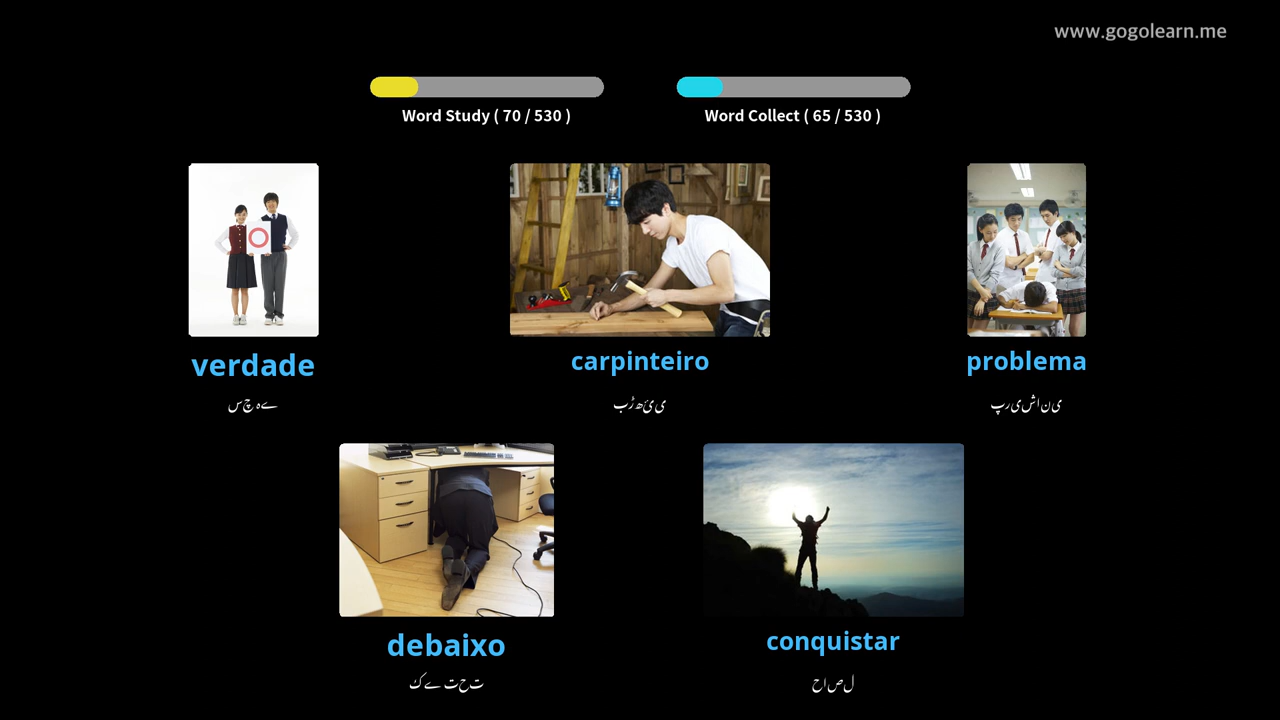 www.gogolearn.me
Word Study ( 70 / 530 )
Word Collect ( 65 / 530 )
verdade
carpinteiro
problema
سچ ہے
بڑھئی
پریشانی
debaixo
conquistar
کے تحت
حاصل